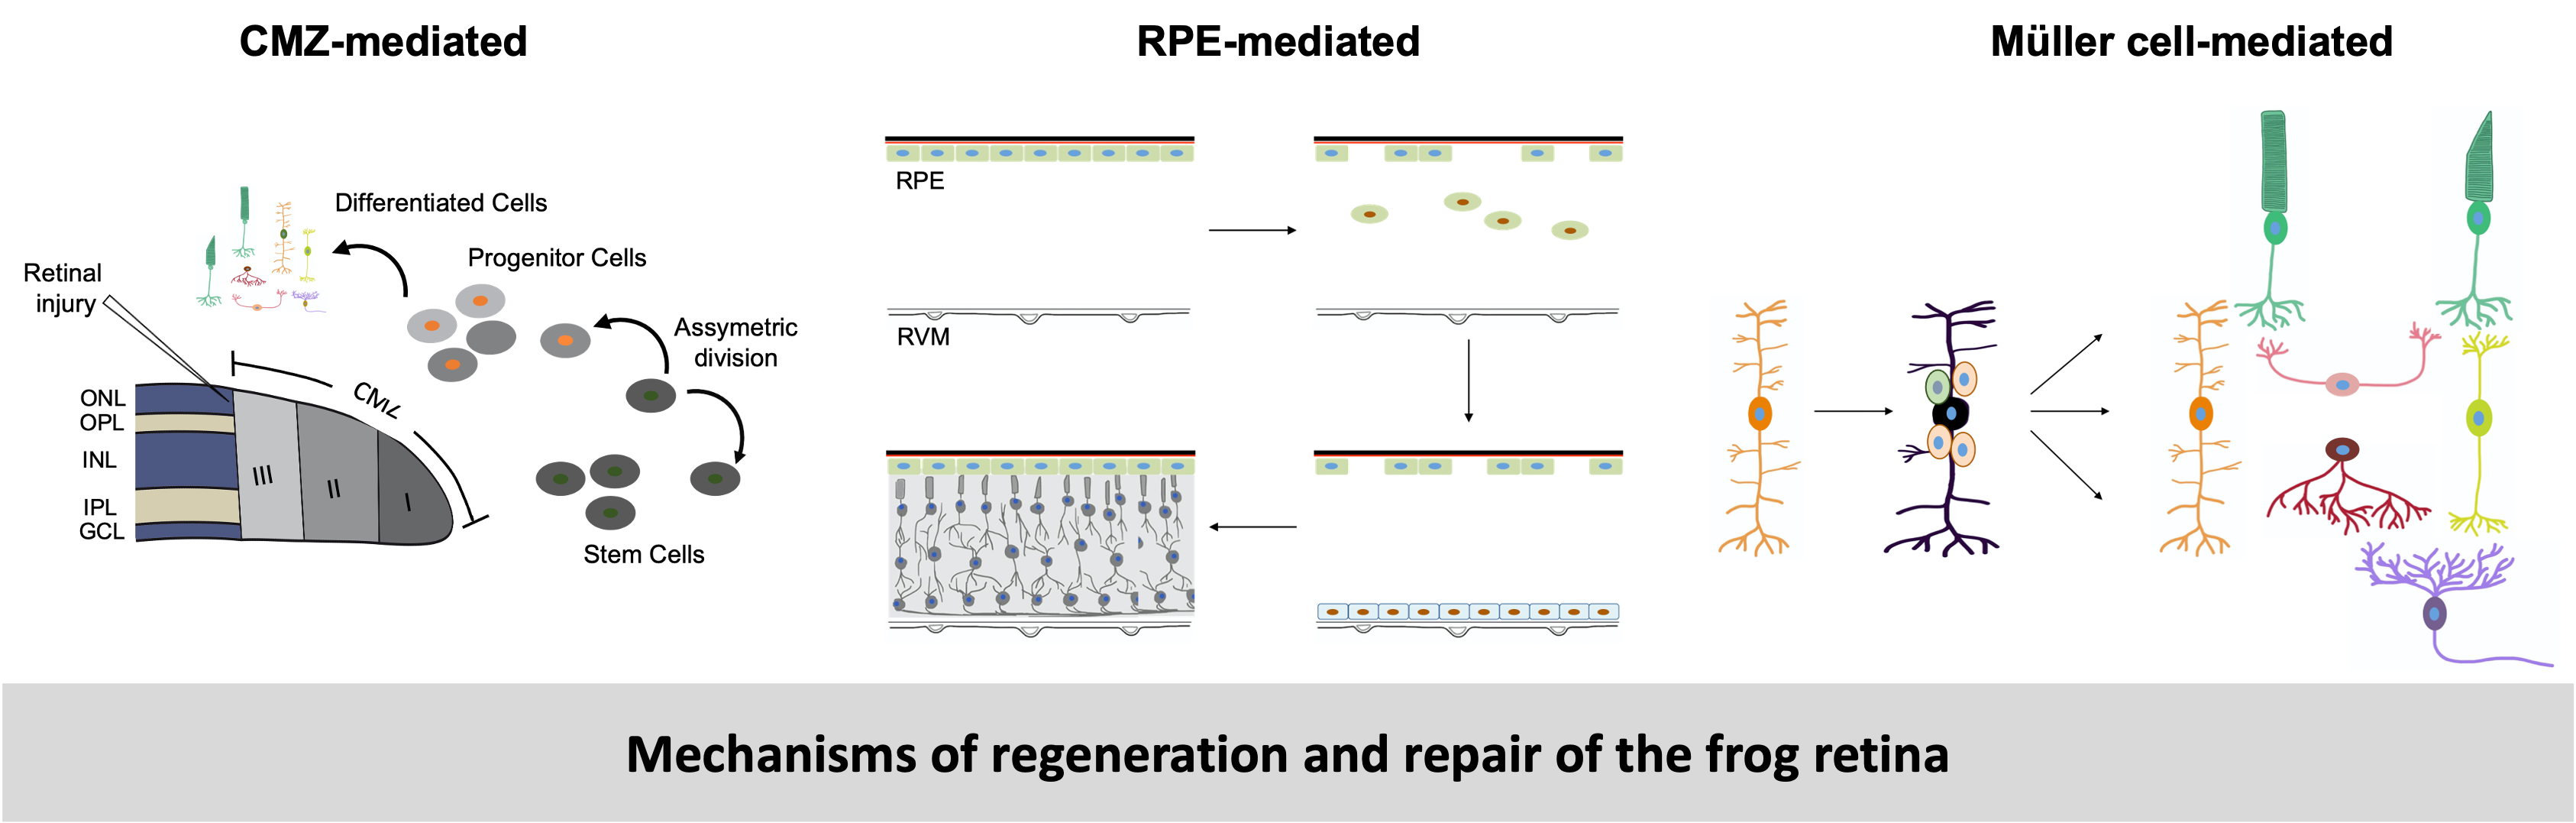 CMZ-mediated
RPE-mediated
Müller cell-mediated
Differentiated Cells
Progenitor Cells
Retinal
injury
Assymetric
division
CMZ
ONL
OPL
INL
IPL
GCL
III
II
I
Stem Cells
RPE
RVM
Mechanisms of regeneration and repair of the frog retina